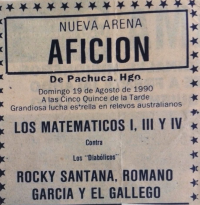 NUEVA ARENA
AFICION
De Pachuca. Hgo.
Domingo 19 de Agosto de 1990
A las Cinco Quince de la Tarde
Grandiosa lucha estrella en relevos australianos
LOS MATEMATICOS I, III Y IV
Contra
Los "Diabólicos"
ROCKY SANTANA, ROMANO
GARCIA Y EL GALLEGO